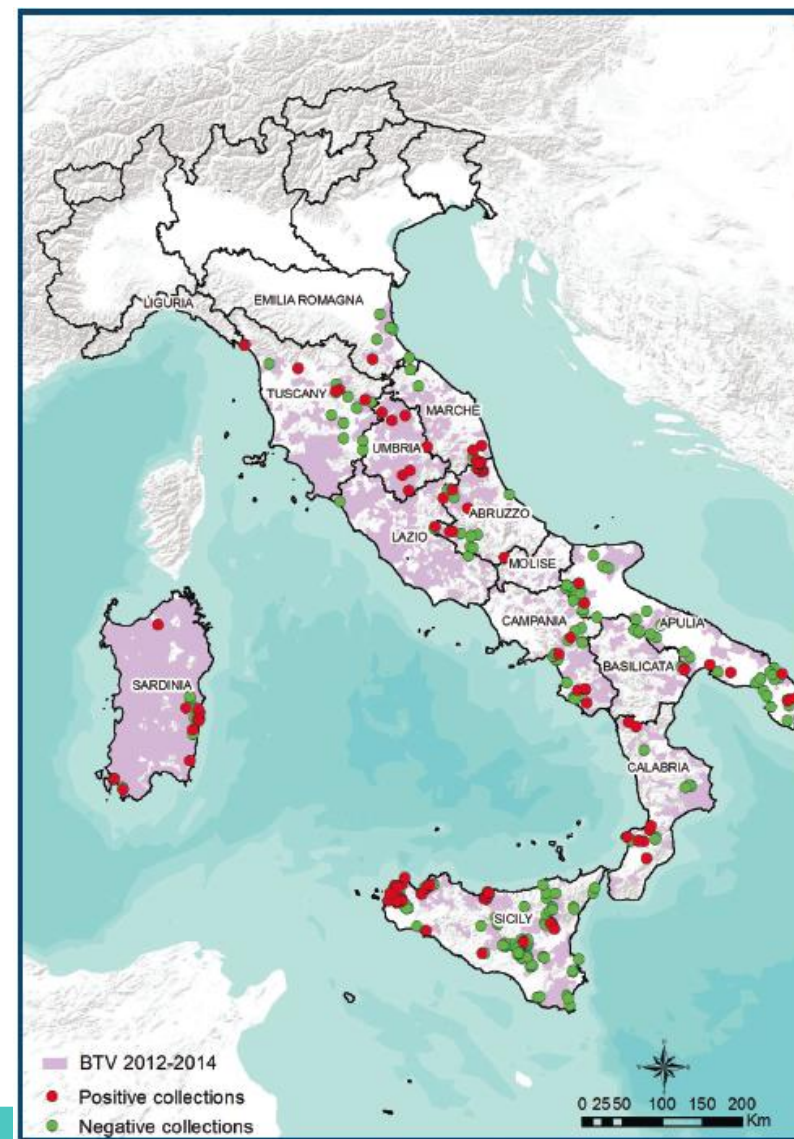 LIGURIA
EMILIA ROMAGNA
TUSCANY
MARCHE
UMBRIA
LAZIO
ABRUZZO
MOLISE
CAMPANIA
APULIA
BASILICATA
SARDINIA
CALABRIA
SICILY
BTV 2012-2014
Positive collections
Negative collections
0 25 50 100 150 200
Km